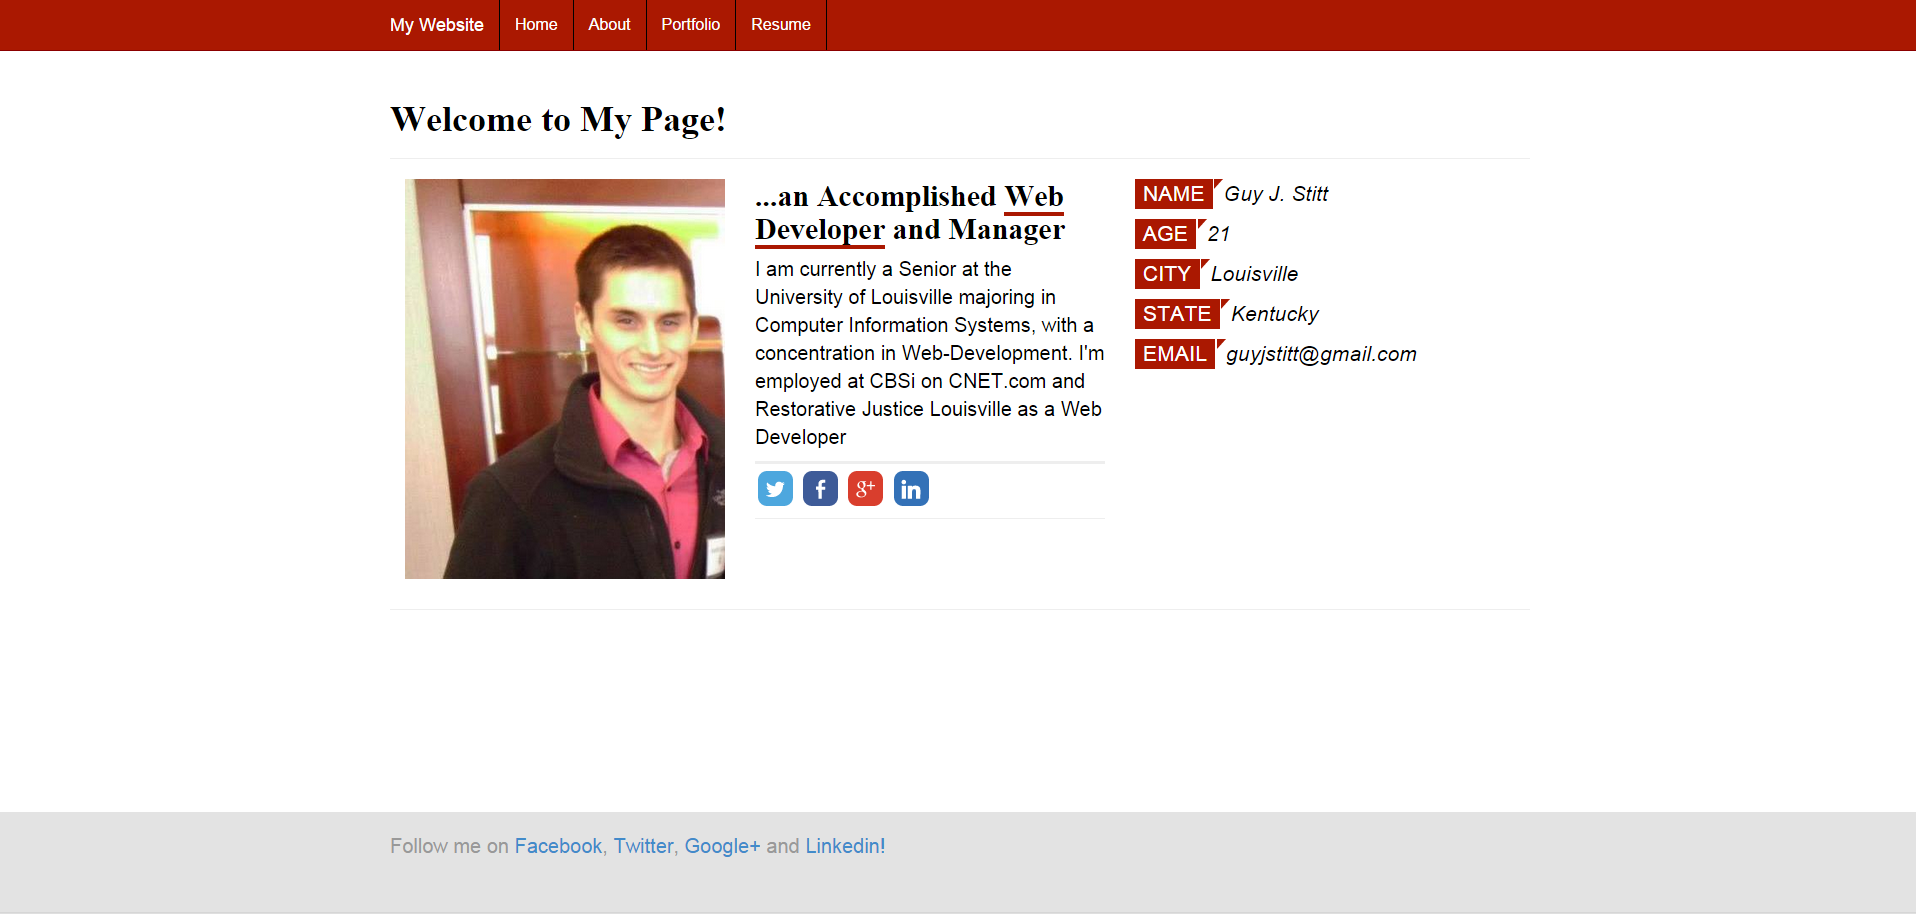 My Website Home About Portfolio Resume
Welcome to My Page!
...an Accomplished Web
Developer and Manager
I am currently a Senior at the
University of Louisville majoring in
Computer Information Systems, with a
concentration in Web-Development. I'm
employed at CBSi on CNET.com and
Restorative Justice Louisville as a Web
Developer
f g+ in
NAME Guy J. Stitt
AGE 21
CITY Louisville
STATE Kentucky
EMAIL guyjstitt@gmail.com
Follow me on Facebook, Twitter, Google+ and Linkedin!